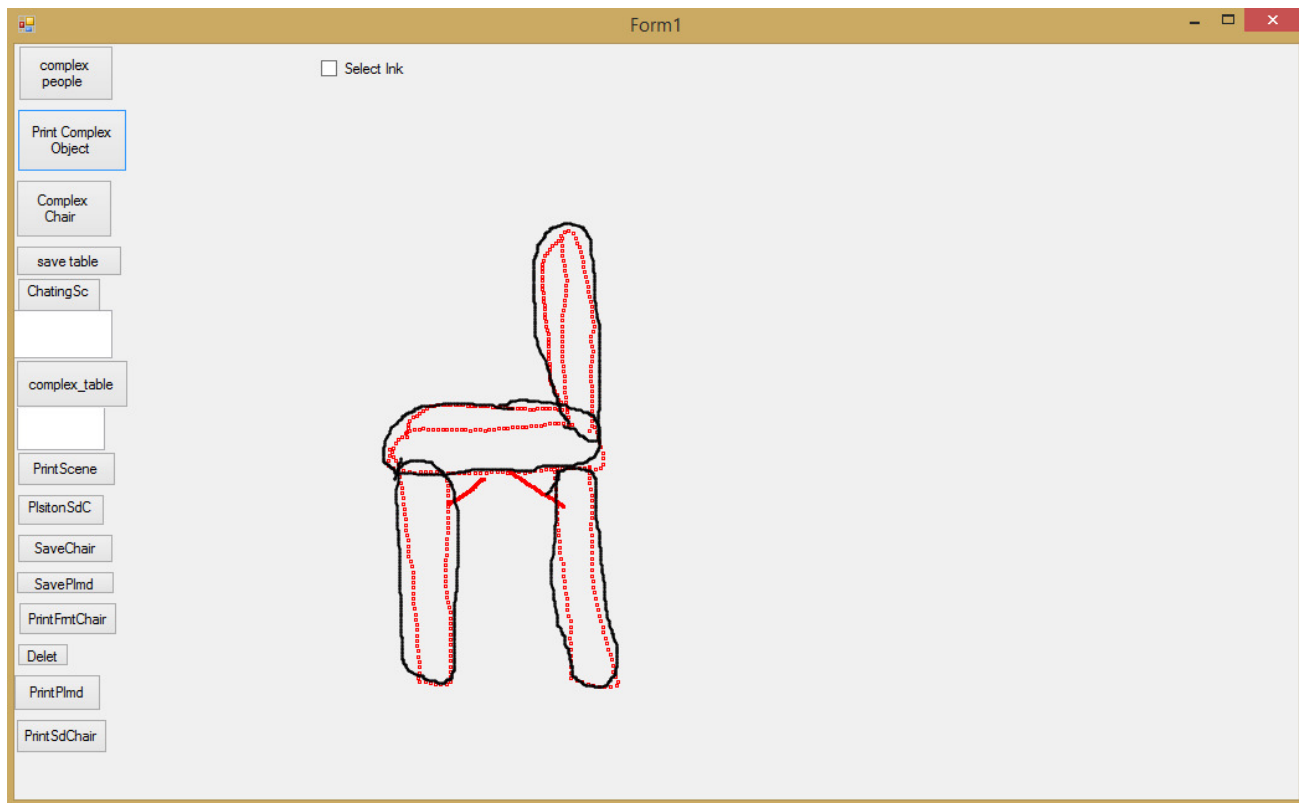 Form1
complex
people
Select Ink
Print Complex
Object
Complex
Chair
save table
ChatingSc
complex_table
PrintScene
PlsitonSdC
SaveChair
SavePlmd
PrintFrntChair
Delet
PrintPlmd
PrintSdChair